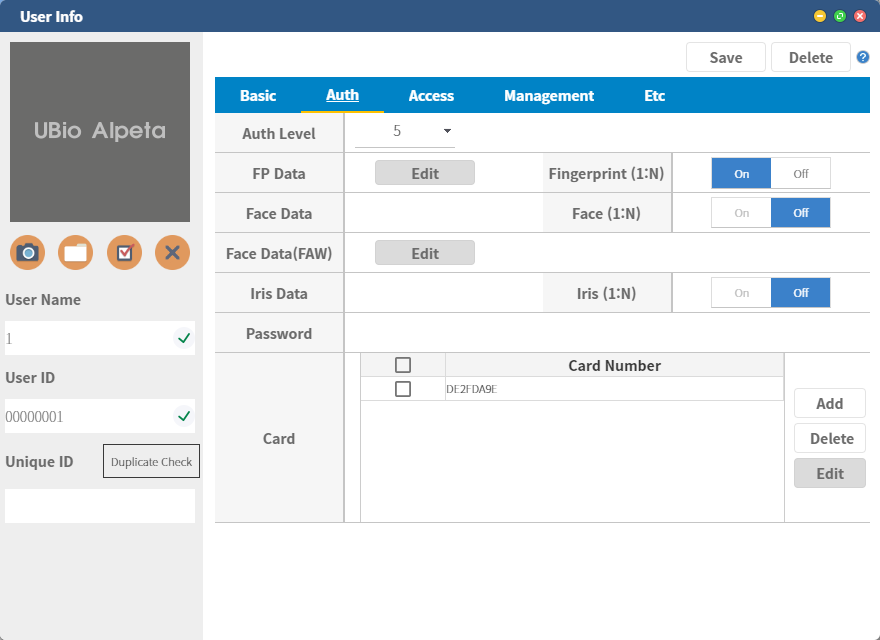 User Info
Save Delete ?
UBio Alpeta
Basic Auth Access Management Etc
Auth Level 5
FP Data Edit Fingerprint (1:N) On Off
Face Data Face (1:N) On Off
Face Data(FAW) Edit
Iris Data Iris (1:N) On Off
Password
Card
Card Number
DE2FDA9E
Add
Delete
Edit
User Name
1
User ID
00000001
Unique ID Duplicate Check